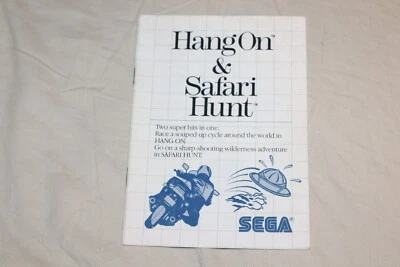 Hang On™
&
Safari
Hunt™
Two super hits in one.
Race a souped-up cycle around the world in
HANG ON.
Go on a sharp-shooting wilderness adventure
in SAFARI HUNT.
SEGA®